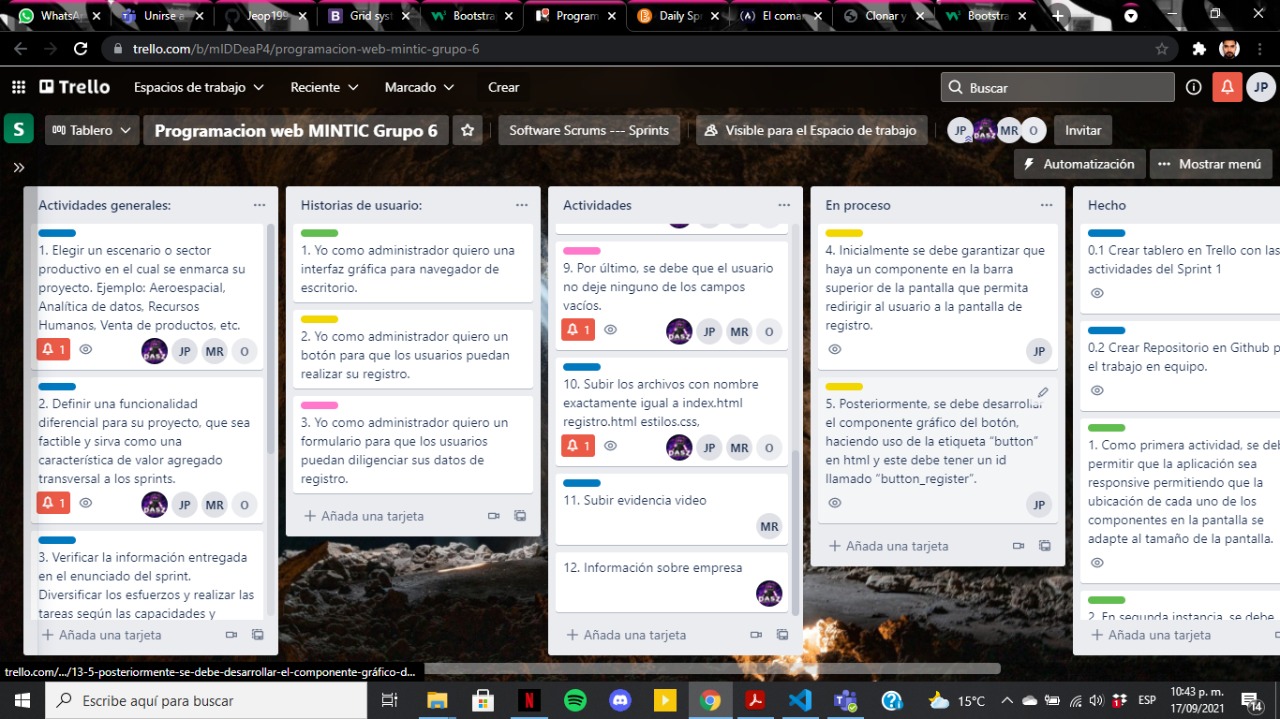 WhatsA
Unirse a
Jeop199
Grid syst
Bootstra
Program
Daily Sp
El coma
Clonar y
Bootstra
trello.com/b/mIDDeaP4/programacion-web-mintic-grupo-6
Trello
Espacios de trabajo
Reciente
Marcado
Crear
Buscar
JP
S
Tablero
Programacion web MINTIC Grupo 6
Software Scrums --- Sprints
Visible para el Espacio de trabajo
JP
MR
O
Invitar
Automatización
Mostrar menú
Actividades generales:
1. Elegir un escenario o sector
productivo en el cual se enmarca su
proyecto. Ejemplo: Aeroespacial,
Analítica de datos, Recursos
Humanos, Venta de productos, etc.
1
DASZ
JP
MR
O
2. Definir una funcionalidad
diferencial para su proyecto, que sea
factible y sirva como una
característica de valor agregado
transversal a los sprints.
1
DASZ
JP
MR
O
3. Verificar la información entregada
en el enunciado del sprint.
Diversificar los esfuerzos y realizar las
tareas según las capacidades y
Añada una tarjeta
Historias de usuario:
1. Yo como administrador quiero una
interfaz gráfica para navegador de
escritorio.
2. Yo como administrador quiero un
botón para que los usuarios puedan
realizar su registro.
3. Yo como administrador quiero un
formulario para que los usuarios
puedan diligenciar sus datos de
registro.
Añada una tarjeta
Actividades
9. Por último, se debe que el usuario
no deje ninguno de los campos
vacíos.
1
DASZ
JP
MR
O
10. Subir los archivos con nombre
exactamente igual a index.html
registro.html estilos.css,
1
DASZ
JP
MR
O
11. Subir evidencia video
MR
12. Información sobre empresa
DASZ
Añada una tarjeta
En proceso
4. Inicialmente se debe garantizar que
haya un componente en la barra
superior de la pantalla que permita
redirigir al usuario a la pantalla de
registro.
JP
5. Posteriormente, se debe desarrollar
el componente gráfico del botón,
haciendo uso de la etiqueta "button"
en html y este debe tener un id
llamado "button_register".
JP
Añada una tarjeta
Hecho
0.1 Crear tablero en Trello con las
actividades del Sprint 1
0.2 Crear Repositorio en Github p
el trabajo en equipo.
1. Como primera actividad, se deb
permitir que la aplicación sea
responsive permitiendo que la
ubicación de cada uno de los
componentes en la pantalla se
adapte al tamaño de la pantalla.
2. En segunda instancia, se debe
Añada una tarjeta
trello.com/.../13-5-posteriormente-se-debe-desarrollar-el-componente-gráfico-d...
Escribe aquí para buscar
15°C
ESP
10:43 p. m.
17/09/2021
14